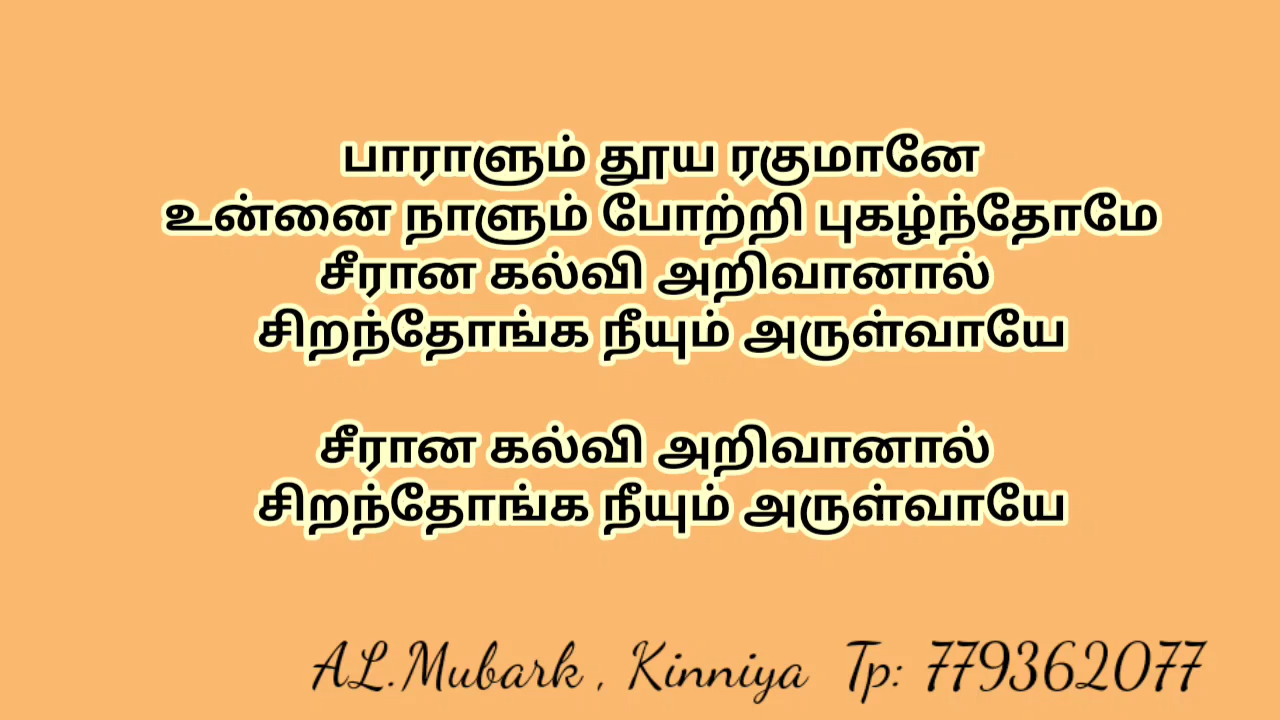 பாராளும் தூய ரகுமானே
உன்னை நாளும் போற்றி புகழ்ந்தோமே
சீரான கல்வி அறிவானால்
சிறந்தோங்க நீயும் அருள்வாயே
சீரான கல்வி அறிவானால்
சிறந்தோங்க நீயும் அருள்வாயே
AL.Mubark , Kinniya Tp: 779362077